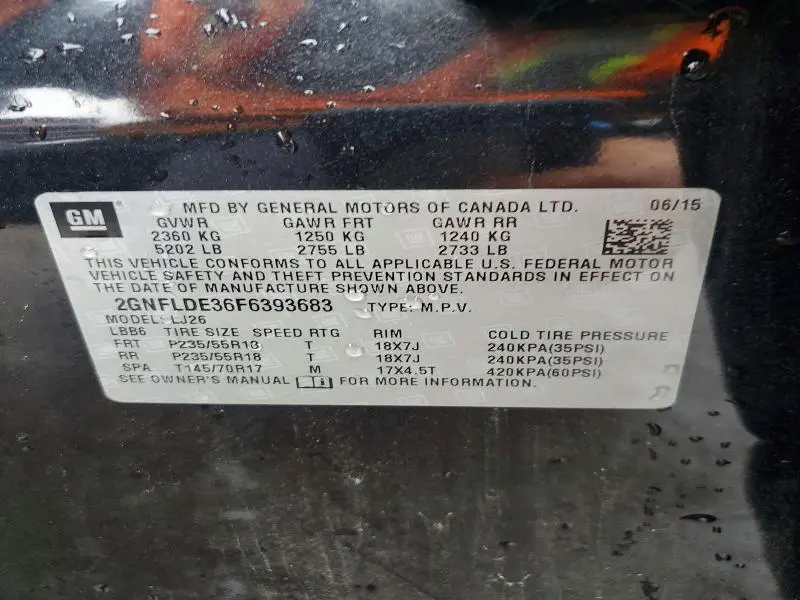 GM
MFD BY GENERAL MOTORS OF CANADA LTD. 06/15
GVWR GAWR FRT GAWR RR
2360 KG 1250 KG 1240 KG
5202 LB 2755 LB 2733 LB
THIS VEHICLE CONFORMS TO ALL APPLICABLE U.S. FEDERAL MOTOR
VEHICLE SAFETY AND THEFT PREVENTION STANDARDS IN EFFECT ON
THE DATE OF MANUFACTURE SHOWN ABOVE.
2GNFLDE36F6393683 TYPE: M.P.V.
MODEL: LJ26
LBB6 TIRE SIZE SPEED RTG RIM COLD TIRE PRESSURE
FRT P235/55R18 T 18X7J 240KPA(35PSI)
RR P235/55R18 T 18X7J 240KPA(35PSI)
SPA T145/70R17 M 17X4.5T 420KPA(60PSI)
SEE OWNER'S MANUAL FOR MORE INFORMATION.